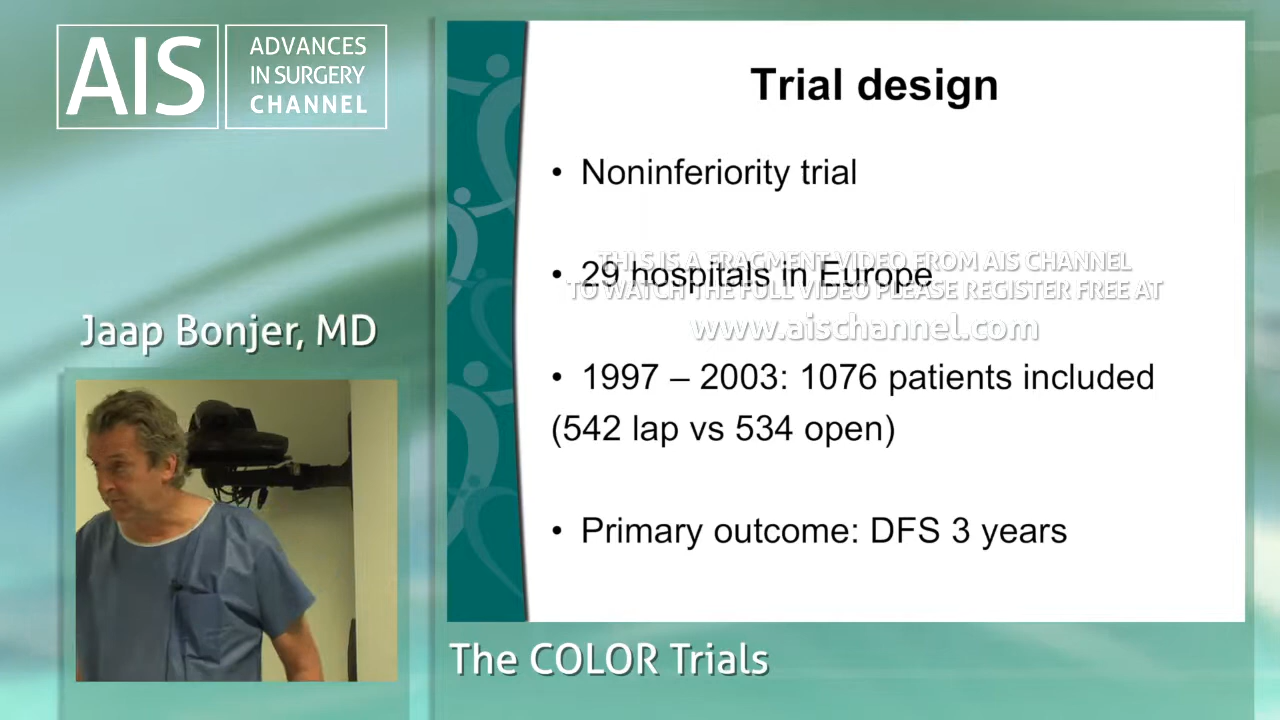 AIS
ADVANCES
IN SURGERY
CHANNEL
Jaap Bonjer, MD
Trial design
• Noninferiority trial
• 29 hospitals in Europe
THIS IS A FRAGMENT VIDEO FROM AIS CHANNEL
TO WATCH THE FULL VIDEO PLEASE REGISTER FREE AT
www.aischannel.com
• 1997 – 2003: 1076 patients included
(542 lap vs 534 open)
• Primary outcome: DFS 3 years
The COLOR Trials